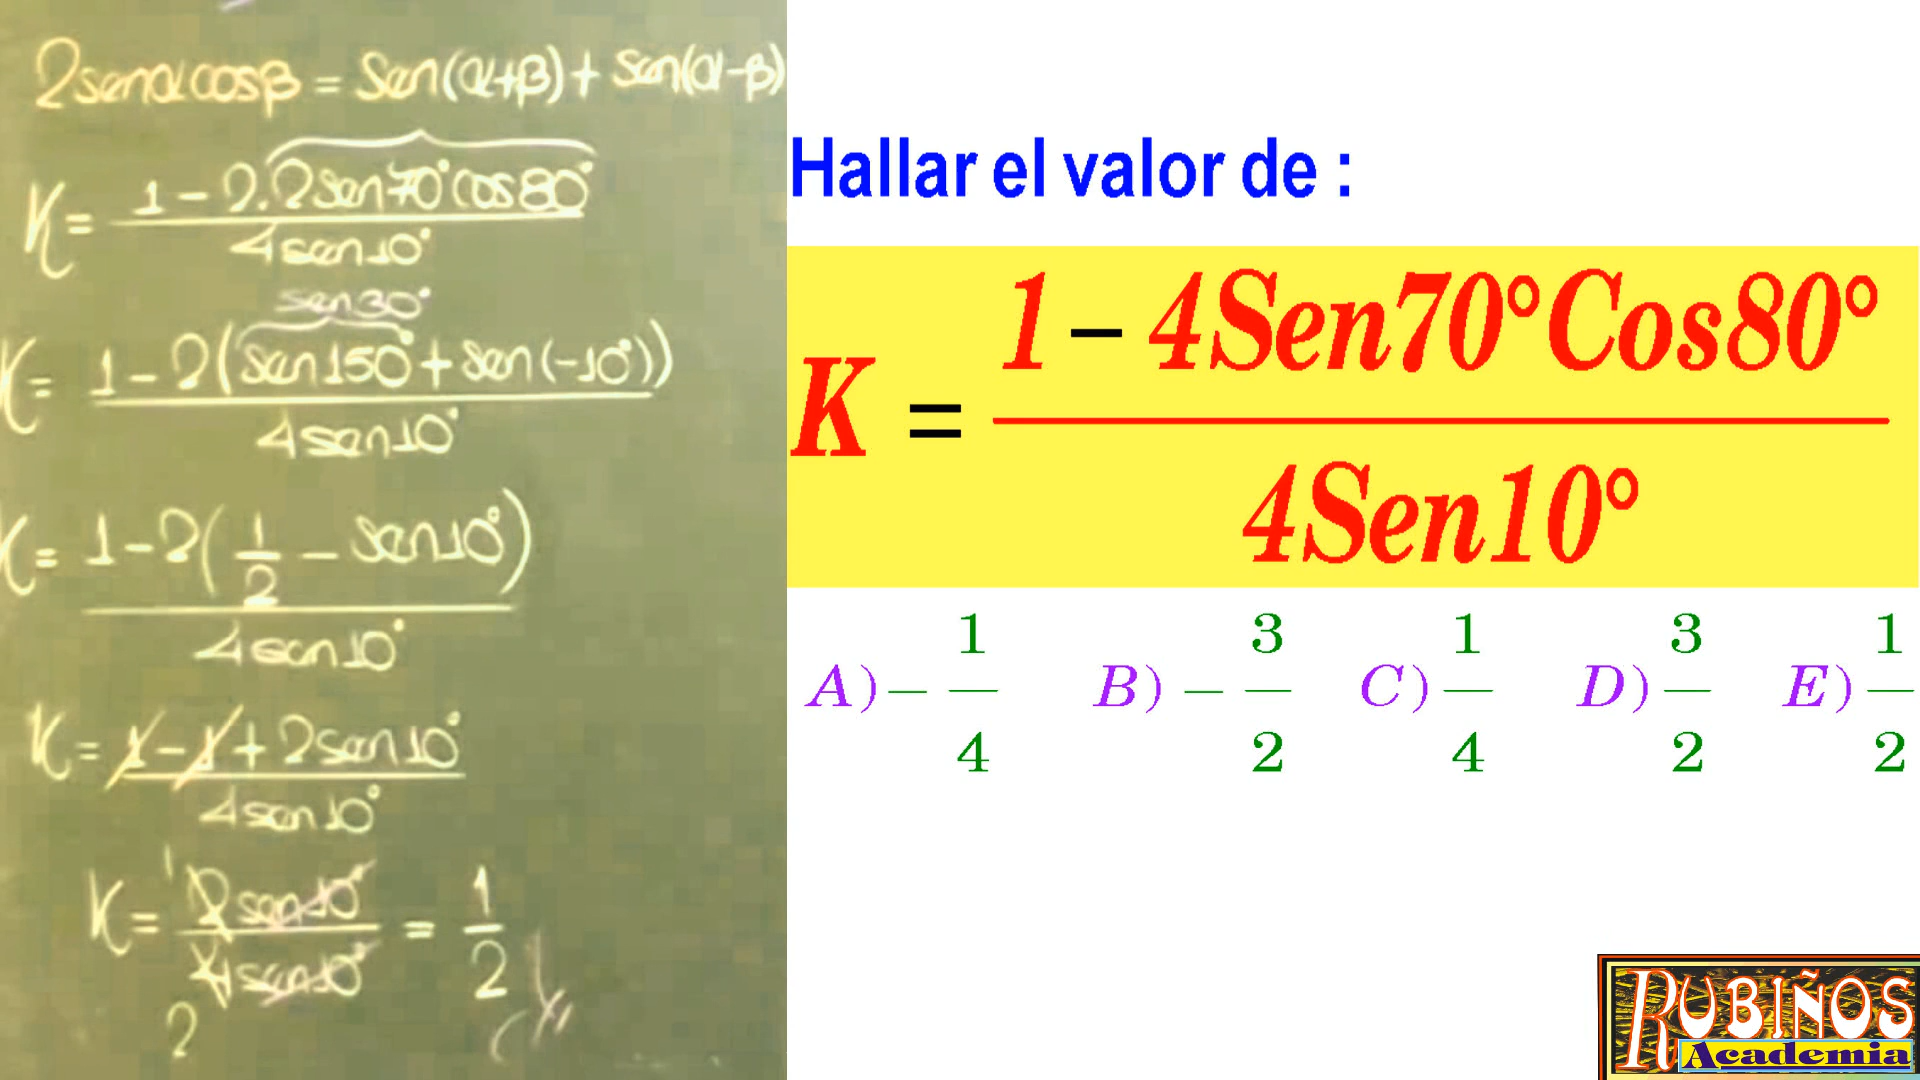 2senαcosβ = Sen(α+β) + Sen(α-β)
K = (1 - 2.2sen70°cos80°) / (4sen10°)
sen30°
K = (1 - 2(sen150° + sen(-10°))) / (4sen10°)
K = (1 - 2(1/2 - sen10°)) / (4sen10°)
K = (1 - 1 + 2sen10°) / (4sen10°)
K = (2sen10°) / (4sen10°) = 1/2
1
2
Hallar el valor de :
K = (1 - 4Sen70°Cos80°) / (4Sen10°)
A) -1/4 B) -3/2 C) 1/4 D) 3/2 E) 1/2
RUBIÑOS
Academia